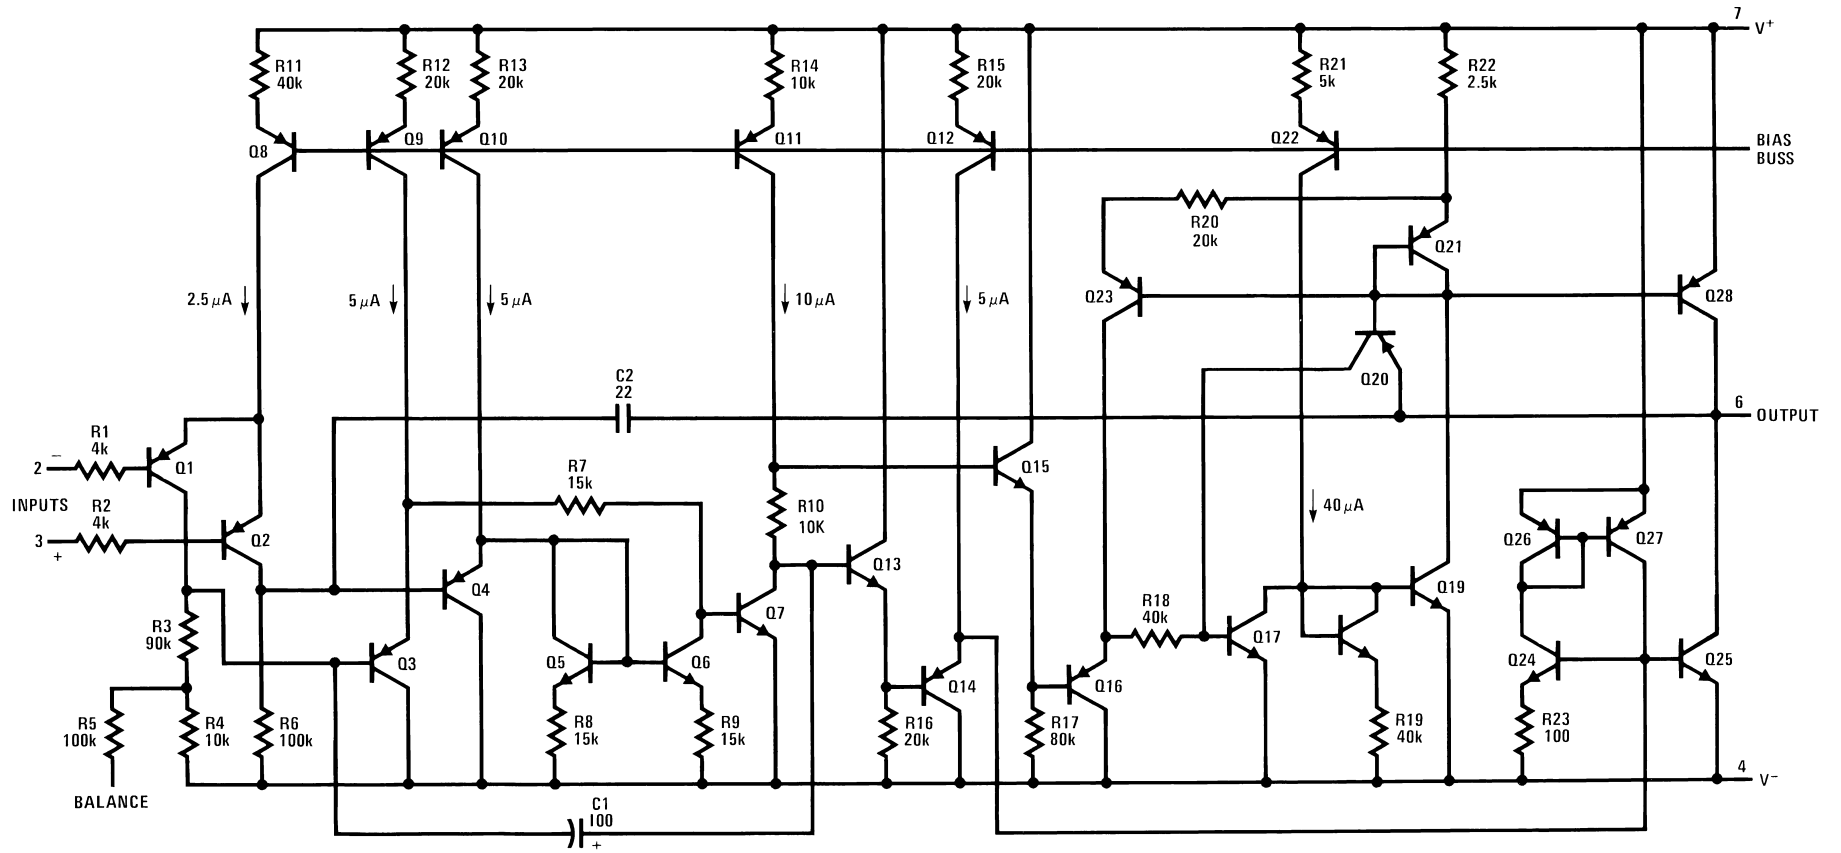 7 V+
R11
40k
R12
20k
R13
20k
R14
10k
R15
20k
R21
5k
R22
2.5k
Q8
Q9
Q10
Q11
Q12
Q22
BIAS
BUSS
R20
20k
Q21
2.5 µA
5 µA
5 µA
10 µA
5 µA
Q23
Q28
C2
22
Q20
6 OUTPUT
R1
4k
2 −
Q1
INPUTS
R2
4k
3
+
Q2
R7
15k
R10
10K
Q15
40 µA
Q26
Q27
Q4
Q13
Q7
Q19
R3
90k
Q3
Q5
Q6
R18
40k
Q17
Q24
Q25
Q14
Q16
R5
100k
R4
10k
R6
100k
R8
15k
R9
15k
R16
20k
R17
80k
R19
40k
R23
100
4 V−
BALANCE
C1
100
+